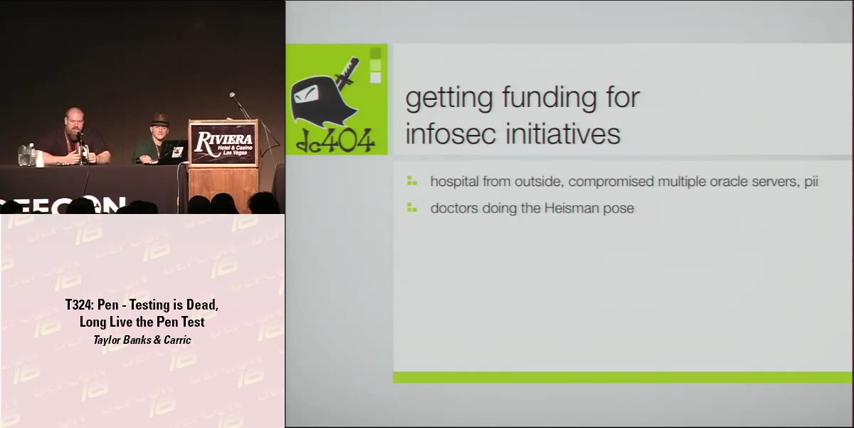 RIVIERA
Hotel & Casino
Las Vegas
DEFCON
T324: Pen - Testing is Dead,
Long Live the Pen Test
Taylor Banks & Carric
dc404
getting funding for
infosec initiatives
hospital from outside, compromised multiple oracle servers, pii
doctors doing the Heisman pose